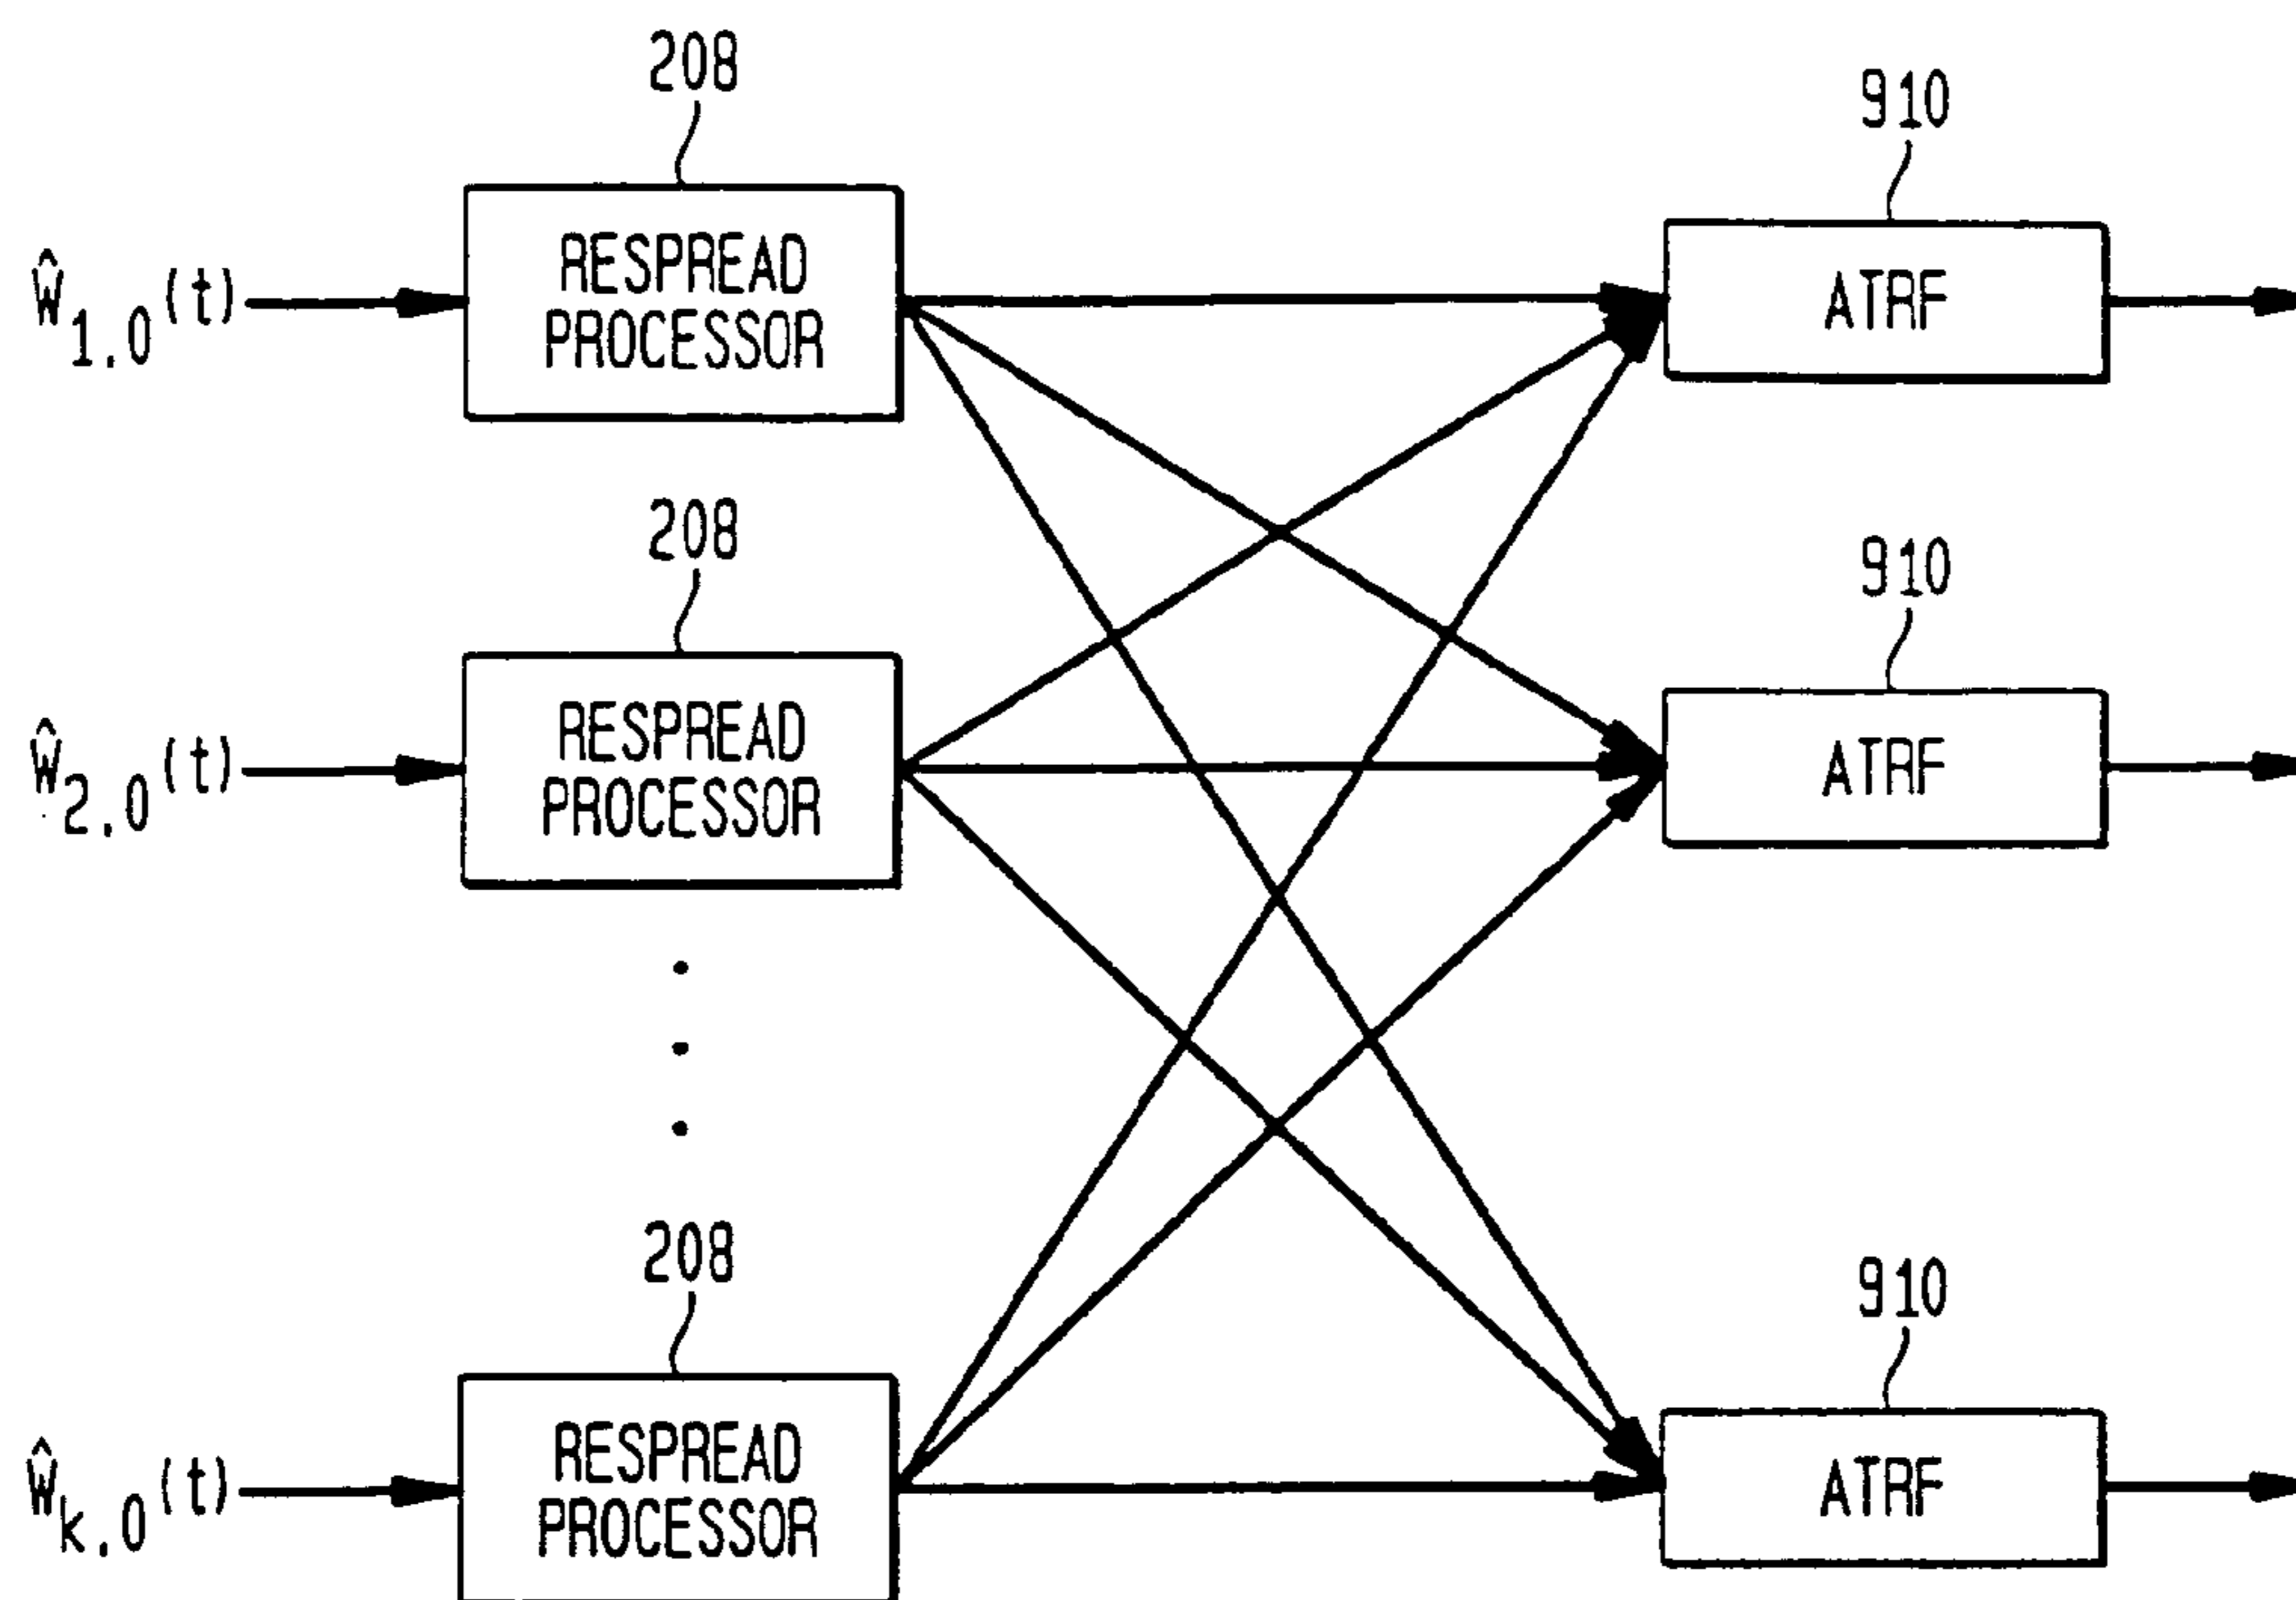 208
910
ŵ1,0(t)
RESPREAD
PROCESSOR
ATRF
208
910
ŵ2,0(t)
RESPREAD
PROCESSOR
ATRF
208
910
ŵk,0(t)
RESPREAD
PROCESSOR
ATRF